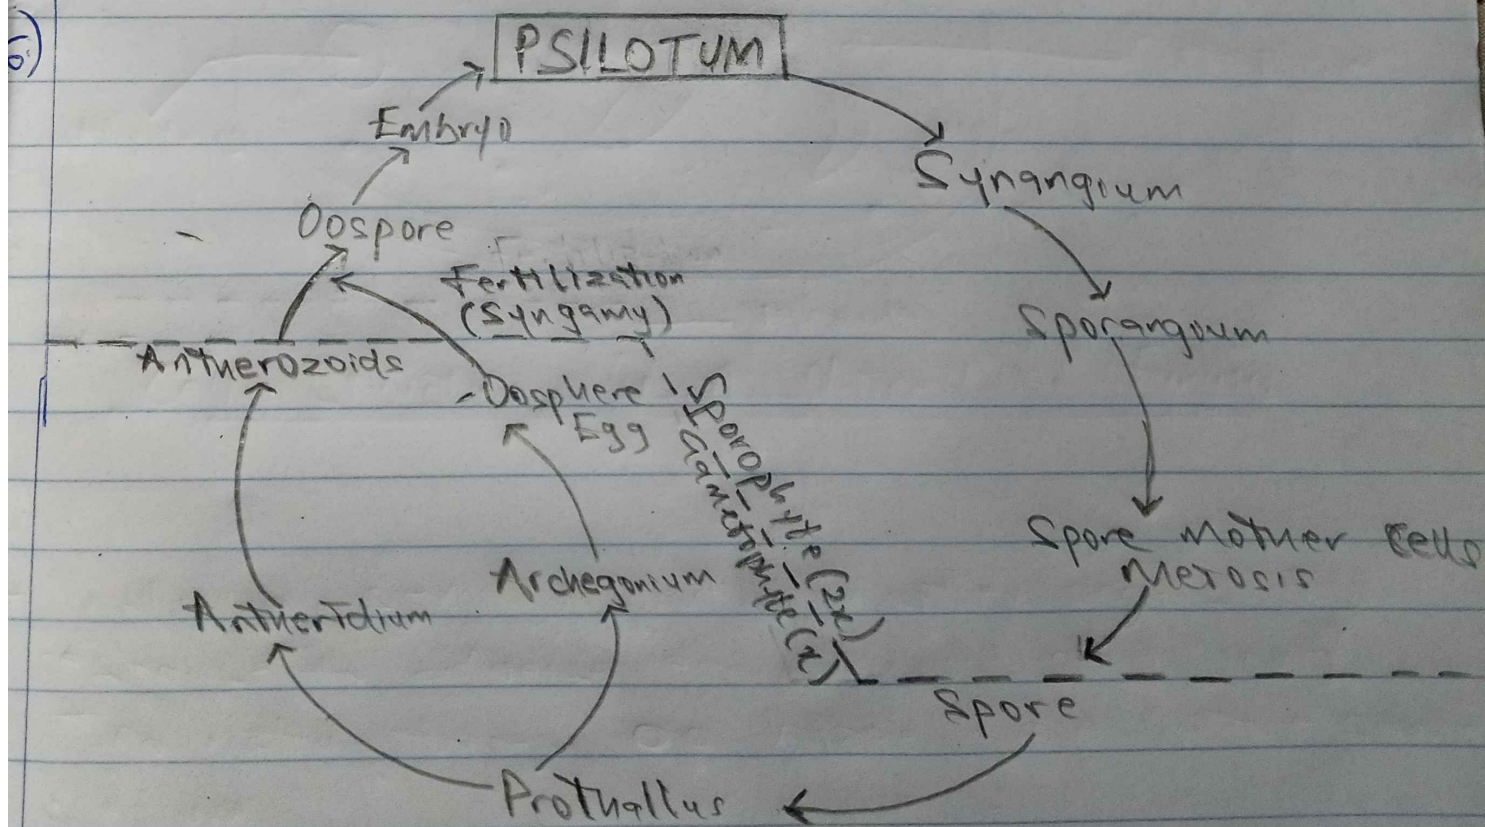 6)
PSILOTUM
Embryo
Synangium
Oospore
Fertilization
(Syngamy)
Sporangium
Antherozoids
Oosphere
Egg
Sporophyte (2x)
Gametophyte (x)
Spore Mother Cells
Meiosis
Archegonium
Antheridium
Spore
Prothallus